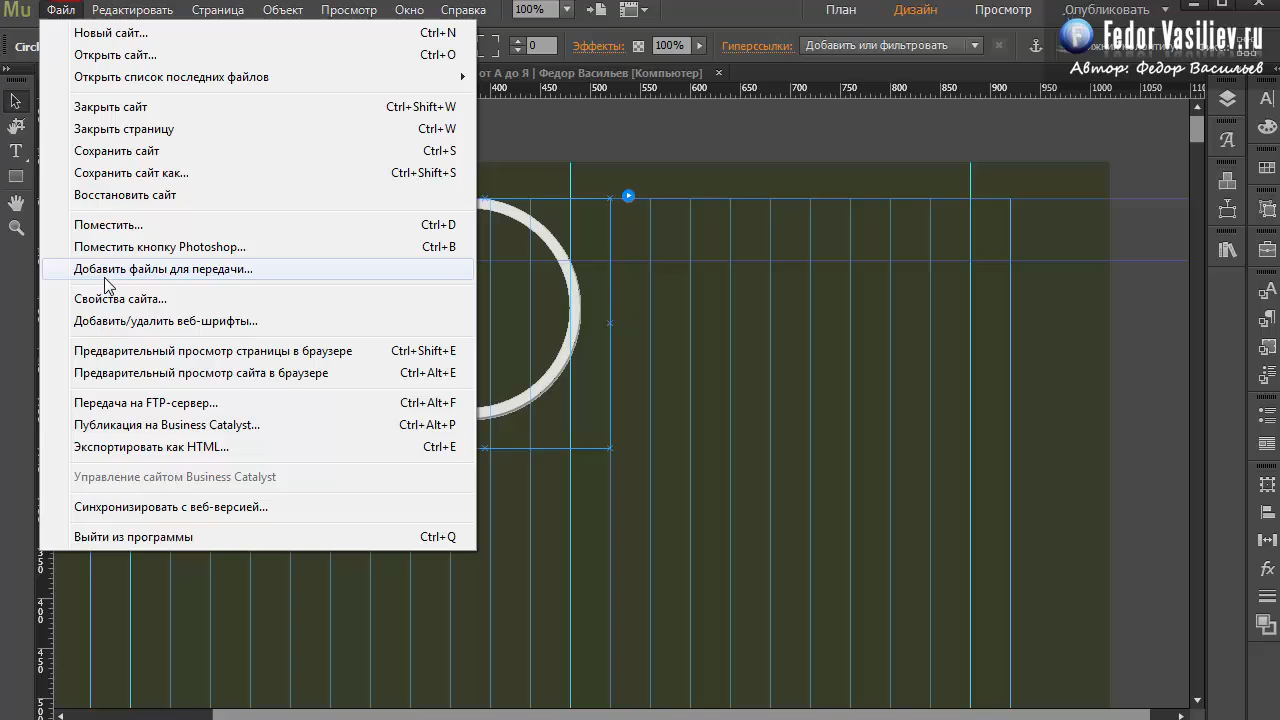 Mu Файл Редактировать Страница Объект Просмотр Окно Справка 100% План Дизайн Просмотр Опубликовать
Fedor Vasiliev.ru
Автор: Федор Васильев
0 Эффекты: 100% Гиперссылки: Добавить или фильтровать
от А до Я | Федор Васильев [Компьютер]
400 450 500 550 600 650 700 750 800 850 900 950 1000 1050
Новый сайт... Ctrl+N
Открыть сайт... Ctrl+O
Открыть список последних файлов
Закрыть сайт Ctrl+Shift+W
Закрыть страницу Ctrl+W
Сохранить сайт Ctrl+S
Сохранить сайт как... Ctrl+Shift+S
Восстановить сайт
Поместить... Ctrl+D
Поместить кнопку Photoshop... Ctrl+B
Добавить файлы для передачи...
Свойства сайта...
Добавить/удалить веб-шрифты...
Предварительный просмотр страницы в браузере Ctrl+Shift+E
Предварительный просмотр сайта в браузере Ctrl+Alt+E
Передача на FTP-сервер... Ctrl+Alt+F
Публикация на Business Catalyst... Ctrl+Alt+P
Экспортировать как HTML... Ctrl+E
Управление сайтом Business Catalyst
Синхронизировать с веб-версией...
Выйти из программы Ctrl+Q